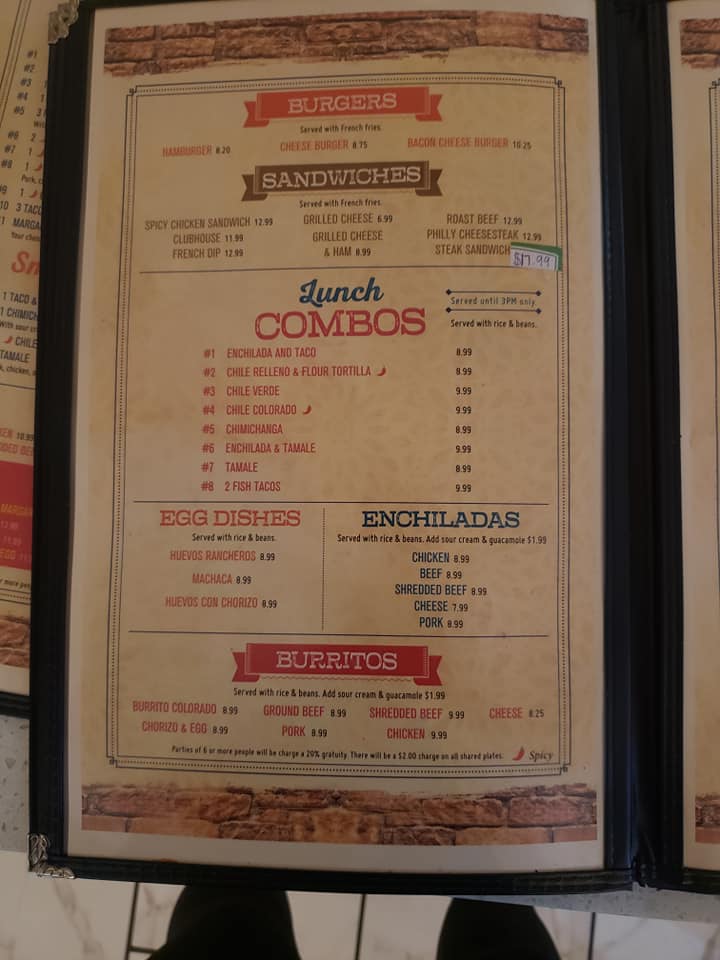 BURGERS
Served with French fries.
HAMBURGER 8.20
CHEESE BURGER 8.75
BACON CHEESE BURGER 10.25
SANDWICHES
Served with French fries.
SPICY CHICKEN SANDWICH 12.99
CLUBHOUSE 11.99
FRENCH DIP 12.99
GRILLED CHEESE 6.99
GRILLED CHEESE
& HAM 8.99
ROAST BEEF 12.99
PHILLY CHEESESTEAK 12.99
STEAK SANDWICH $17.99
Lunch
COMBOS
Served until 3PM only.
Served with rice & beans.
#1 ENCHILADA AND TACO 8.99
#2 CHILE RELLENO & FLOUR TORTILLA 8.99
#3 CHILE VERDE 9.99
#4 CHILE COLORADO 9.99
#5 CHIMICHANGA 8.99
#6 ENCHILADA & TAMALE 9.99
#7 TAMALE 8.99
#8 2 FISH TACOS 9.99
EGG DISHES
Served with rice & beans.
HUEVOS RANCHEROS 8.99
MACHACA 8.99
HUEVOS CON CHORIZO 8.99
ENCHILADAS
Served with rice & beans. Add sour cream & guacamole $1.99
CHICKEN 8.99
BEEF 8.99
SHREDDED BEEF 8.99
CHEESE 7.99
PORK 8.99
BURRITOS
Served with rice & beans. Add sour cream & guacamole $1.99
BURRITO COLORADO 8.99
GROUND BEEF 8.99
SHREDDED BEEF 9.99
CHEESE 8.25
CHORIZO & EGG 8.99
PORK 8.99
CHICKEN 9.99
Parties of 6 or more people will be charge a 20% gratuity. There will be a $2.00 charge on all shared plates.
Spicy